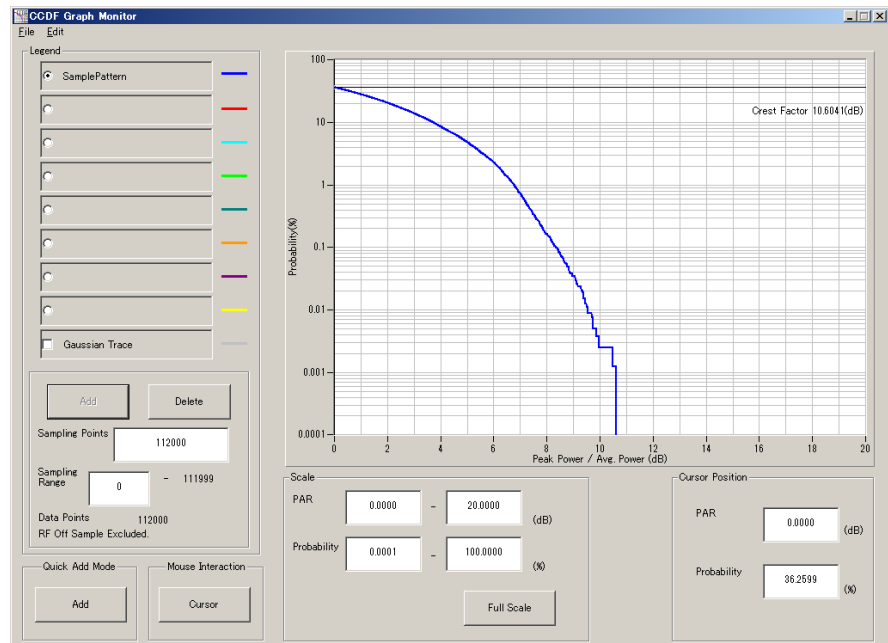 CCDF Graph Monitor
File Edit
Legend
SamplePattern
Gaussian Trace
Add Delete
Sampling Points 112000
Sampling Range 0 - 111999
Data Points 112000
RF Off Sample Excluded.
Quick Add Mode
Add
Mouse Interaction
Cursor
Probability(%)
100
10
1
0.1
0.01
0.001
0.0001
Crest Factor 10.6041(dB)
0 2 4 6 8 10 12 14 16 18 20
Peak Power / Avg. Power (dB)
Scale
PAR 0.0000 - 20.0000 (dB)
Probability 0.0001 - 100.0000 (%)
Full Scale
Cursor Position
PAR 0.0000 (dB)
Probability 36.2599 (%)